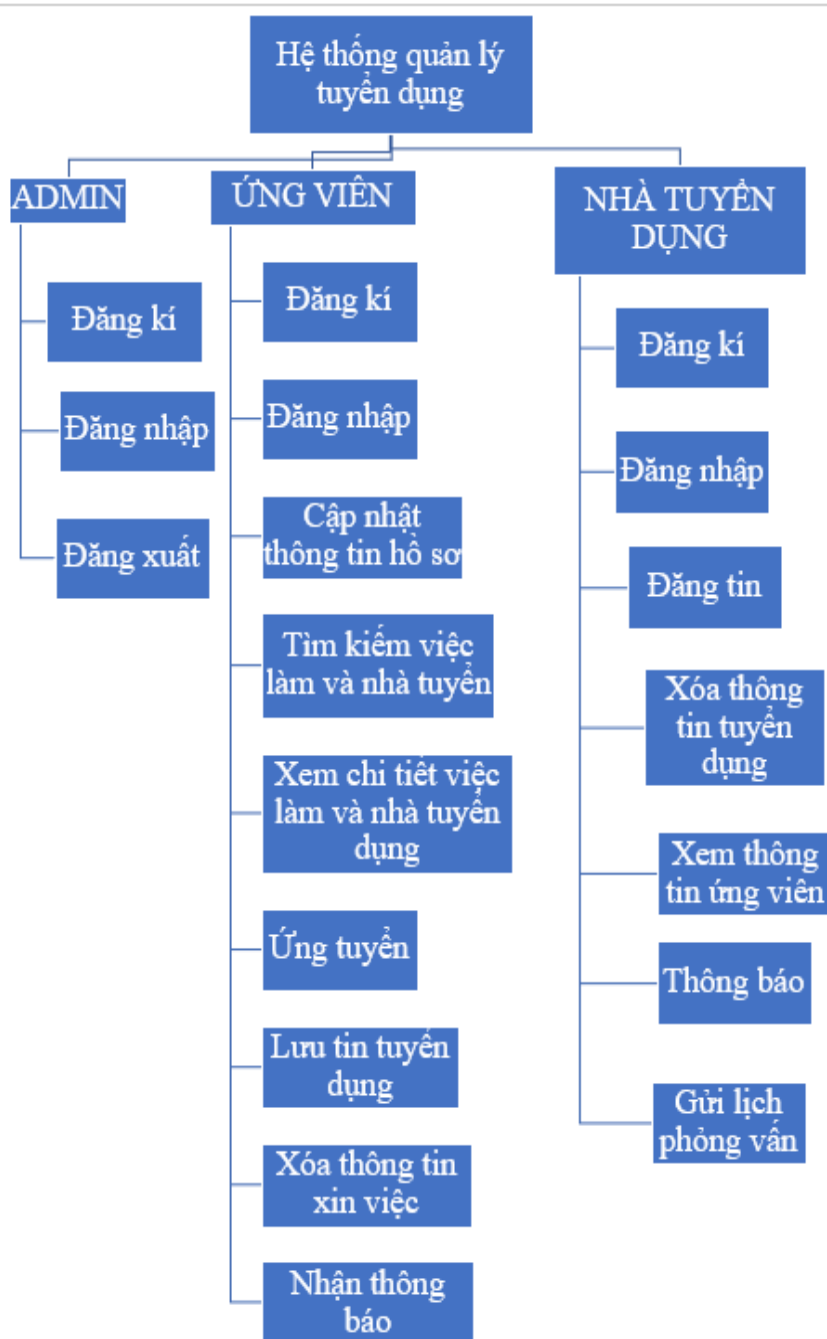 Hệ thống quản lý
tuyển dụng
ADMIN
Đăng kí
Đăng nhập
Đăng xuất
ỨNG VIÊN
Đăng kí
Đăng nhập
Cập nhật
thông tin hồ sơ
Tìm kiếm việc
làm và nhà tuyển
Xem chi tiết việc
làm và nhà tuyển
dụng
Ứng tuyển
Lưu tin tuyển
dụng
Xóa thông tin
xin việc
Nhận thông
báo
NHÀ TUYỂN
DỤNG
Đăng kí
Đăng nhập
Đăng tin
Xóa thông
tin tuyển
dụng
Xem thông
tin ứng viên
Thông báo
Gửi lịch
phỏng vấn